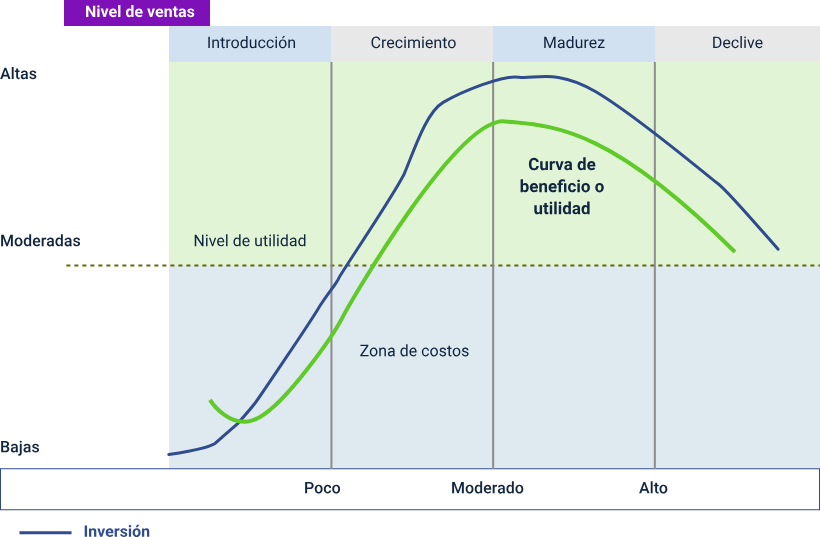 Nivel de ventas
Introducción
Crecimiento
Madurez
Declive
Altas
Curva de
beneficio o
utilidad
Moderadas
Nivel de utilidad
Zona de costos
Bajas
Poco
Moderado
Alto
Inversión